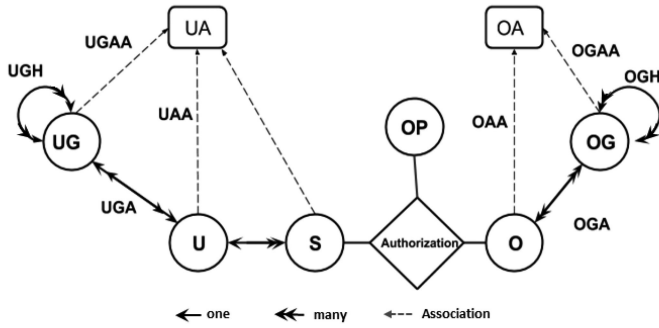 UGAA
UA
OA
OGAA
UGH
OGH
UAA
OAA
OP
UG
OG
UGA
OGA
U
S
Authorization
O
one
many
Association